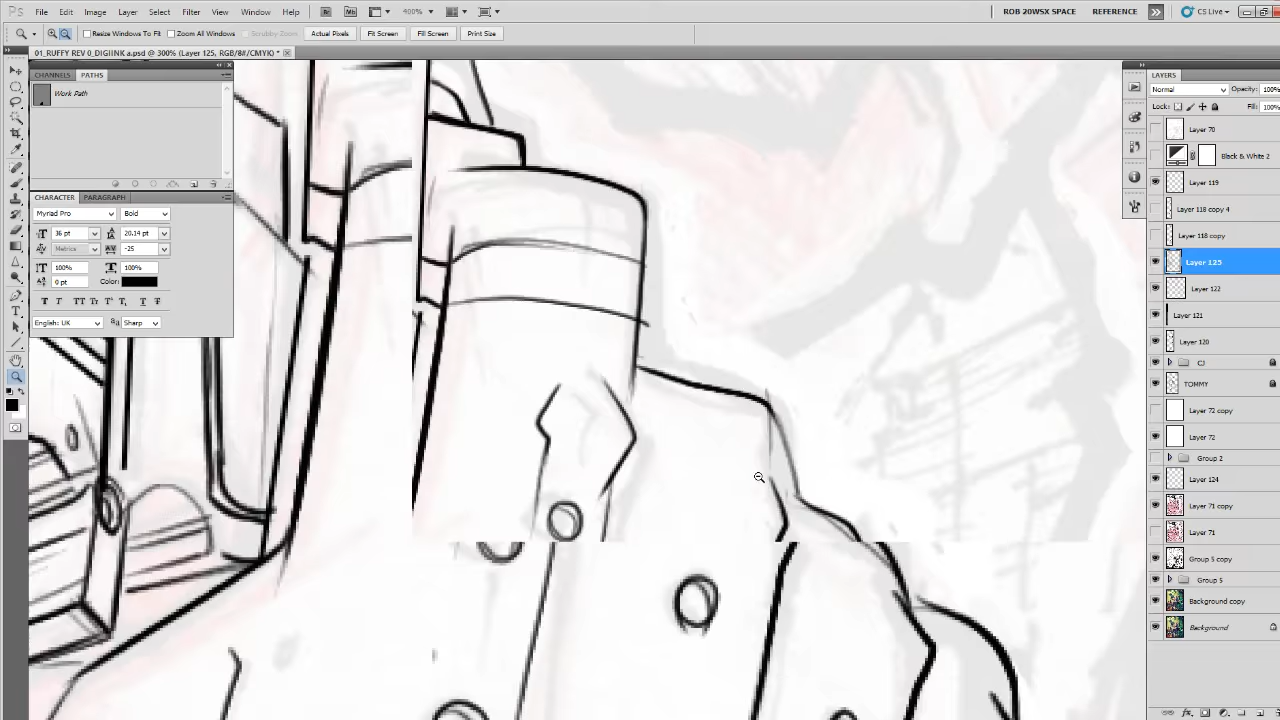 Ps File Edit Image Layer Select Filter View Window Help Br Mb 400% ROB 20WSX SPACE REFERENCE CS Live
Resize Windows To Fit Zoom All Windows Scrubby Zoom Actual Pixels Fit Screen Fill Screen Print Size
01_RUFFY REV 0_DIGIINK a.psd @ 300% (Layer 125, RGB/8#/CMYK) *
CHANNELS PATHS
Work Path
CHARACTER PARAGRAPH
Myriad Pro Bold
36 pt 20.14 pt
Metrics -25
100% 100%
0 pt Color:
English: UK Sharp
LAYERS
Normal Opacity: 100%
Lock: Fill: 100%
Layer 70
Black & White 2
Layer 119
Layer 118 copy 4
Layer 118 copy
Layer 125
Layer 122
Layer 121
Layer 120
CJ
TOMMY
Layer 72 copy
Layer 72
Group 2
Layer 124
Layer 71 copy
Layer 71
Group 5 copy
Group 5
Background copy
Background